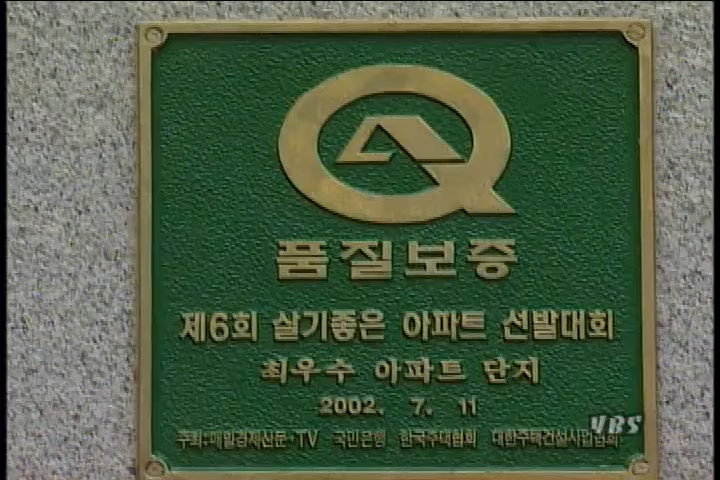 품질보증
제6회 살기좋은 아파트 선발대회
최우수 아파트 단지
2002. 7. 11
주최:매일경제신문·TV 국민은행 한국주택협회 대한주택건설사업협회